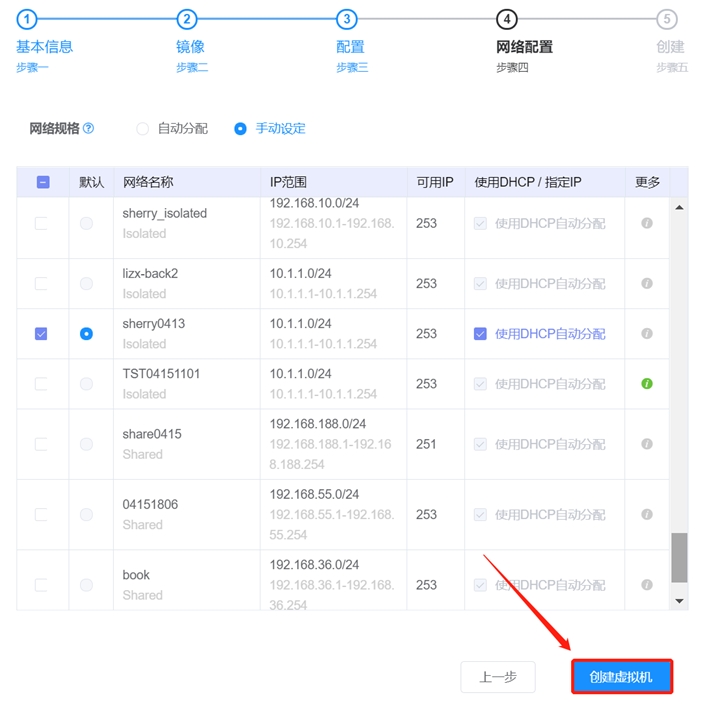 1 2 3 4 5
基本信息 镜像 配置 网络配置 创建
步骤一 步骤二 步骤三 步骤四 步骤五
网络规格 ? 自动分配 手动设定
默认 网络名称 IP范围 可用IP 使用DHCP / 指定IP 更多
sherry_isolated
Isolated
192.168.10.0/24
192.168.10.1-192.168.
10.254
253
使用DHCP自动分配
lizx-back2
Isolated
10.1.1.0/24
10.1.1.1-10.1.1.254
253
使用DHCP自动分配
sherry0413
Isolated
10.1.1.0/24
10.1.1.1-10.1.1.254
253
使用DHCP自动分配
TST04151101
Isolated
10.1.1.0/24
10.1.1.1-10.1.1.254
253
使用DHCP自动分配
share0415
Shared
192.168.188.0/24
192.168.188.1-192.16
8.188.254
251
使用DHCP自动分配
04151806
Shared
192.168.55.0/24
192.168.55.1-192.168.
55.254
253
使用DHCP自动分配
book
Shared
192.168.36.0/24
192.168.36.1-192.168.
36.254
253
使用DHCP自动分配
上一步 创建虚拟机